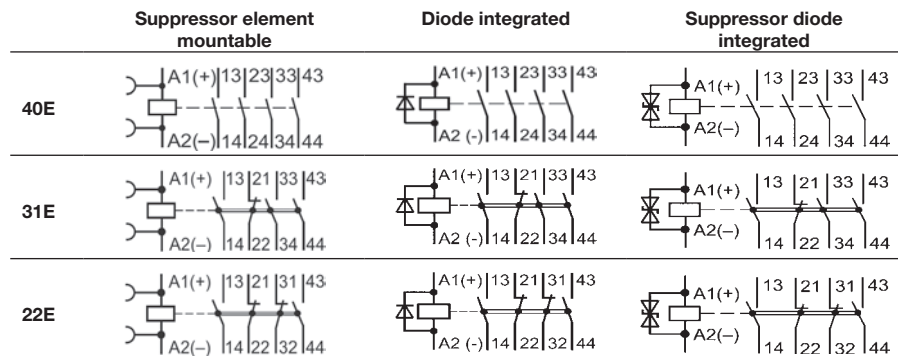 Suppressor element mountable Diode integrated Suppressor diode integrated
40E
A1(+) 13 23 33 43 A1(+) 13 23 33 43 A1(+) 13 23 33 43
A2(–) 14 24 34 44 A2 (-) 14 24 34 44 A2(–) 14 24 34 44
31E
A1(+) 13 21 33 43 A1(+) 13 21 33 43 A1(+) 13 21 33 43
A2(–) 14 22 34 44 A2 (-) 14 22 34 44 A2(–) 14 22 34 44
22E
A1(+) 13 21 31 43 A1(+) 13 21 31 43 A1(+) 13 21 31 43
A2(–) 14 22 32 44 A2 (-) 14 22 32 44 A2(–) 14 22 32 44